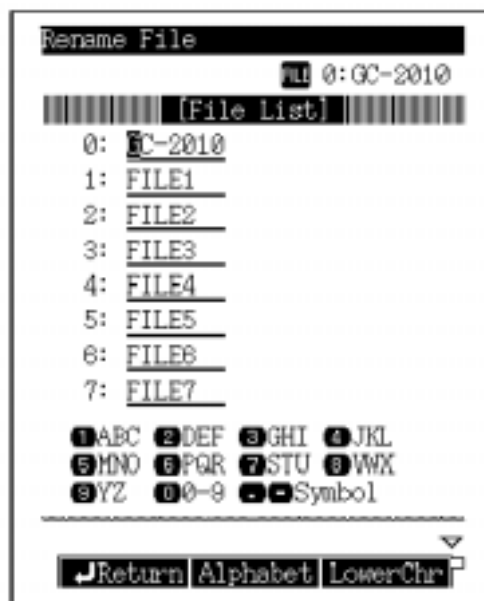 Rename File
FILE 0:GC-2010
[File List]
0: GC-2010
1: FILE1
2: FILE2
3: FILE3
4: FILE4
5: FILE5
6: FILE6
7: FILE7
1ABC 2DEF 3GHI 4JKL
5MNO 6PQR 7STU 8VWX
9YZ 00-9 .-Symbol
Return Alphabet LowerChr